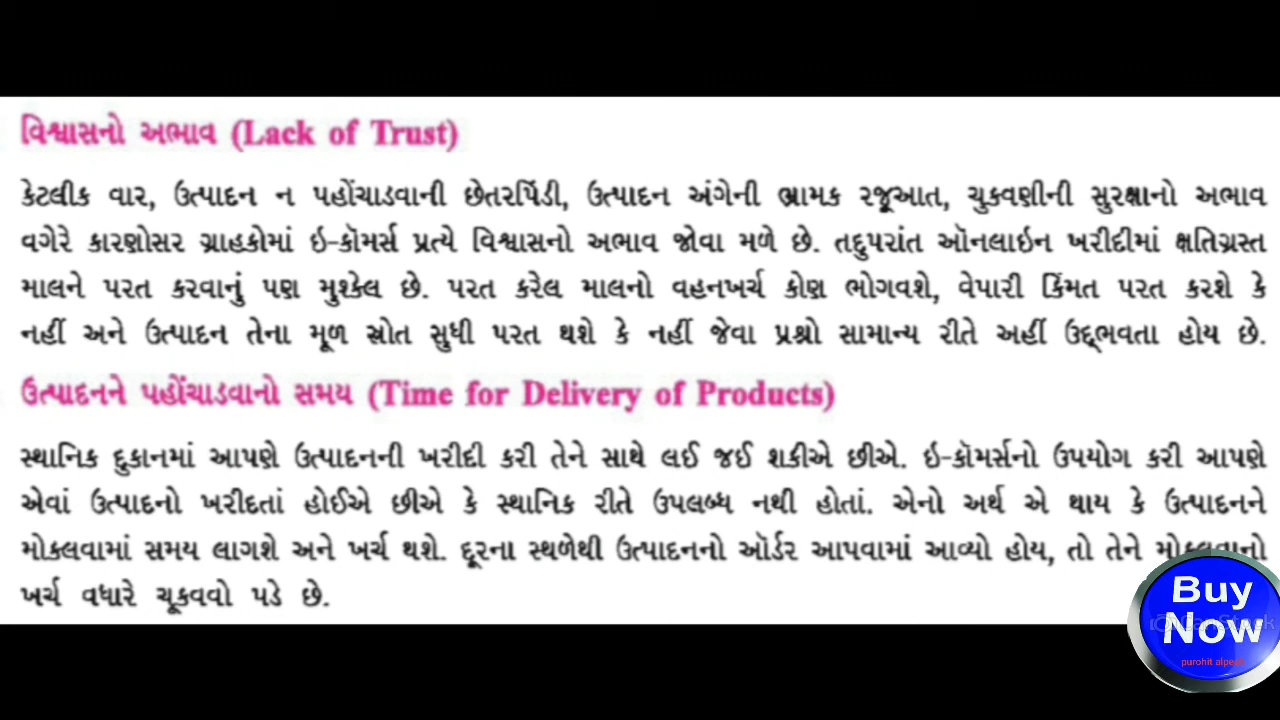 વિશ્વાસનો અભાવ (Lack of Trust)
કેટલીક વાર, ઉત્પાદન ન પહોંચાડવાની છેતરપિંડી, ઉત્પાદન અંગેની ભ્રામક રજૂઆત, ચુકવણીની સુરક્ષાનો અભાવ
વગેરે કારણોસર ગ્રાહકોમાં ઇ-કૉમર્સ પ્રત્યે વિશ્વાસનો અભાવ જોવા મળે છે. તદુપરાંત ઑનલાઇન ખરીદીમાં ક્ષતિગ્રસ્ત
માલને પરત કરવાનું પણ મુશ્કેલ છે. પરત કરેલ માલનો વહનખર્ચ કોણ ભોગવશે, વેપારી કિંમત પરત કરશે કે
નહીં અને ઉત્પાદન તેના મૂળ સ્રોત સુધી પરત થશે કે નહીં જેવા પ્રશ્નો સામાન્ય રીતે અહીં ઉદ્ભવતા હોય છે.
ઉત્પાદનને પહોંચાડવાનો સમય (Time for Delivery of Products)
સ્થાનિક દુકાનમાં આપણે ઉત્પાદનની ખરીદી કરી તેને સાથે લઈ જઈ શકીએ છીએ. ઇ-કૉમર્સનો ઉપયોગ કરી આપણે
એવાં ઉત્પાદનો ખરીદતાં હોઈએ છીએ કે સ્થાનિક રીતે ઉપલબ્ધ નથી હોતાં. એનો અર્થ એ થાય કે ઉત્પાદનને
મોકલવામાં સમય લાગશે અને ખર્ચ થશે. દૂરના સ્થળેથી ઉત્પાદનનો ઑર્ડર આપવામાં આવ્યો હોય, તો તેને મોકલવાનો
ખર્ચ વધારે ચૂકવવો પડે છે.
Buy
Now
purohit